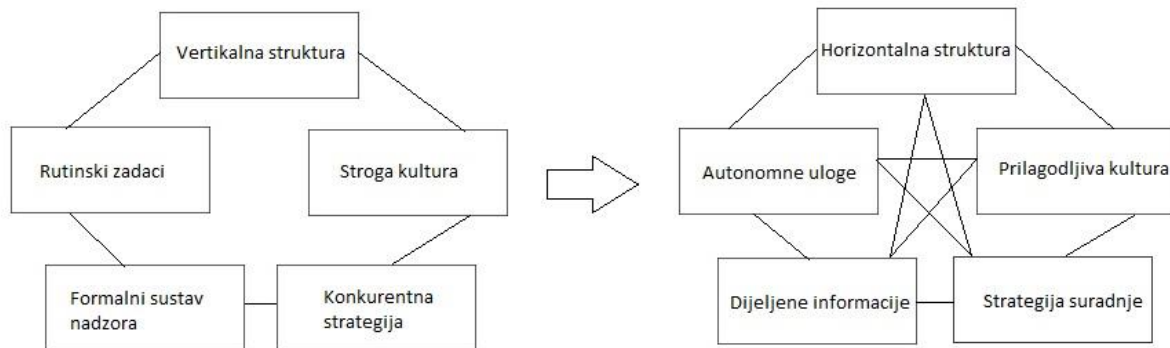 Vertikalna struktura
Rutinski zadaci
Stroga kultura
Formalni sustav
nadzora
Konkurentna
strategija
Horizontalna struktura
Autonomne uloge
Prilagodljiva kultura
Dijeljene informacije
Strategija suradnje